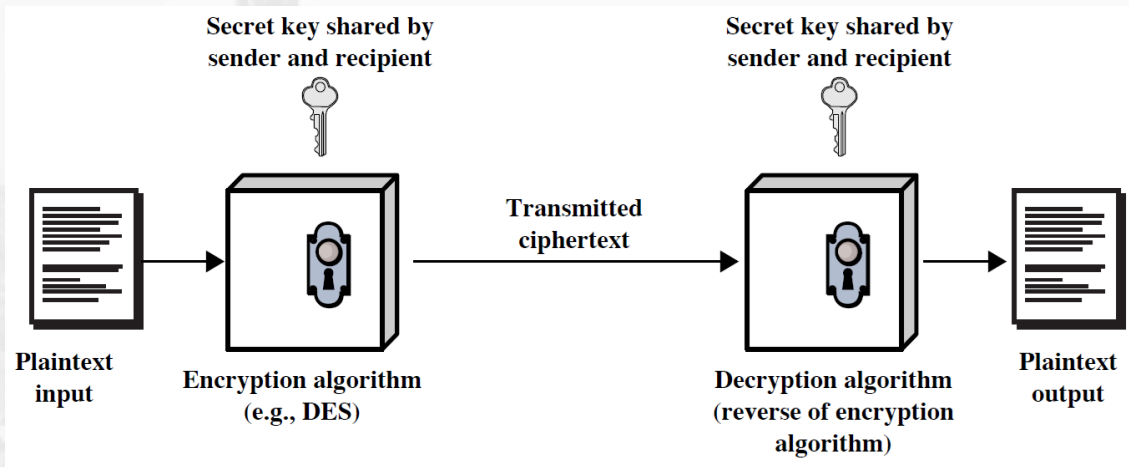 Secret key shared by
sender and recipient
Secret key shared by
sender and recipient
Transmitted
ciphertext
Plaintext
input
Encryption algorithm
(e.g., DES)
Decryption algorithm
(reverse of encryption
algorithm)
Plaintext
output